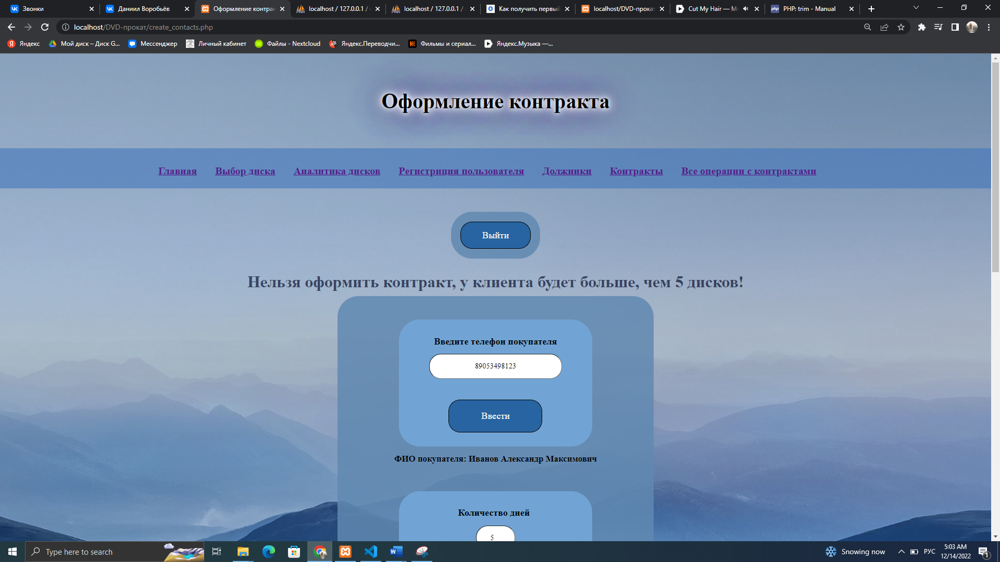 Звонки
Даниил Воробьёв
Оформление контрак
localhost / 127.0.0.1 /
localhost / 127.0.0.1 /
Как получить первый
localhost/DVD-прокат
Cut My Hair — Mo
PHP: trim - Manual
localhost/DVD-прокат/create_contacts.php
Яндекс
Мой диск – Диск G...
Мессенджер
Личный кабинет
Файлы - Nextcloud
Яндекс.Переводчи...
Фильмы и сериал...
Яндекс.Музыка —...
Оформление контракта
Главная
Выбор диска
Аналитика дисков
Регистриция пользователя
Должники
Контракты
Все операции с контрактами
Выйти
Нельзя оформить контракт, у клиента будет больше, чем 5 дисков!
Введите телефон покупателя
89053498123
Ввести
ФИО покупателя: Иванов Александр Максимович
Количество дней
5
Type here to search
Snowing now
РУС
5:03 AM
12/14/2022
1